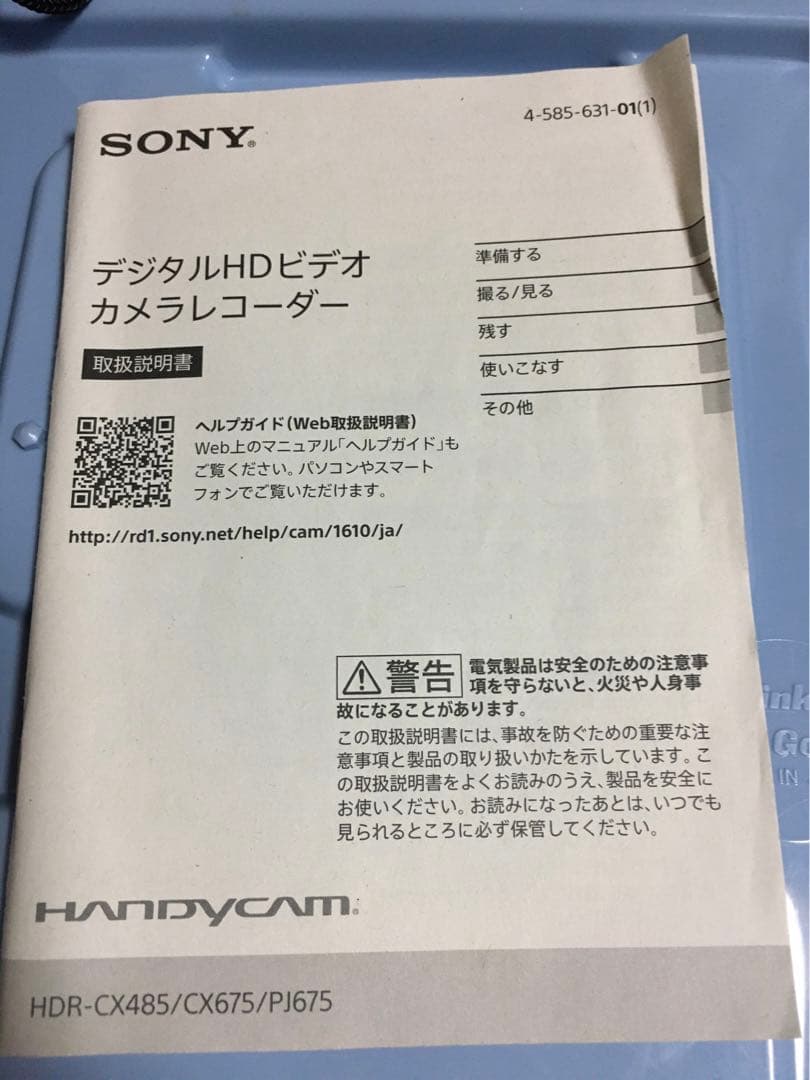 SONY®
4-585-631-01(1)
デジタルHDビデオ
カメラレコーダー
取扱説明書
準備する
撮る/見る
残す
使いこなす
その他
ヘルプガイド(Web取扱説明書)
Web上のマニュアル「ヘルプガイド」も
ご覧ください。パソコンやスマート
フォンでご覧いただけます。
http://rd1.sony.net/help/cam/1610/ja/
⚠警告
電気製品は安全のための注意事
項を守らないと、火災や人身事
故になることがあります。
この取扱説明書には、事故を防ぐための重要な注
意事項と製品の取り扱いかたを示しています。こ
の取扱説明書をよくお読みのうえ、製品を安全に
お使いください。お読みになったあとは、いつでも
見られるところに必ず保管してください。
HANDYCAM®
HDR-CX485/CX675/PJ675
IN